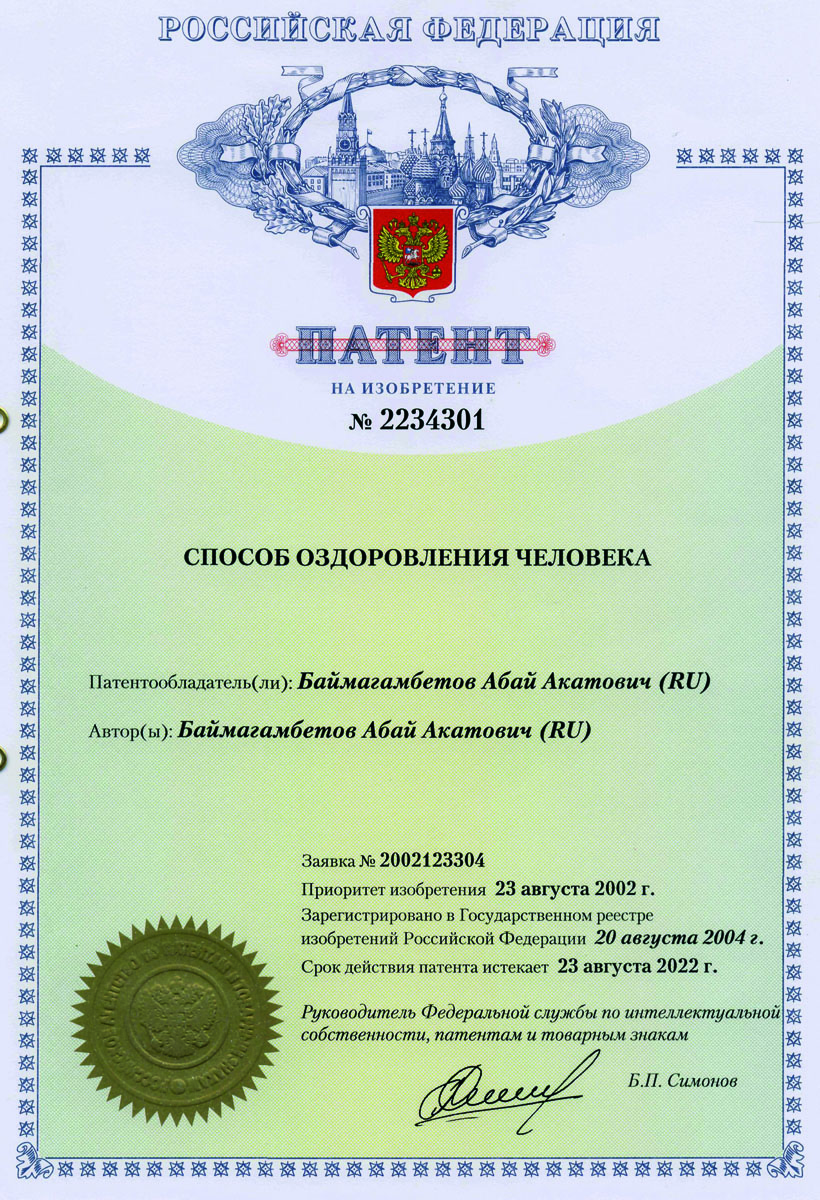 РОССИЙСКАЯ ФЕДЕРАЦИЯ
ПАТЕНТ
НА ИЗОБРЕТЕНИЕ
№ 2234301
СПОСОБ ОЗДОРОВЛЕНИЯ ЧЕЛОВЕКА
Патентообладатель(ли): Баймагамбетов Абай Акатович (RU)
Автор(ы): Баймагамбетов Абай Акатович (RU)
Заявка № 2002123304
Приоритет изобретения 23 августа 2002 г.
Зарегистрировано в Государственном реестре
изобретений Российской Федерации 20 августа 2004 г.
Срок действия патента истекает 23 августа 2022 г.
Руководитель Федеральной службы по интеллектуальной
собственности, патентам и товарным знакам
Б.П. Симонов